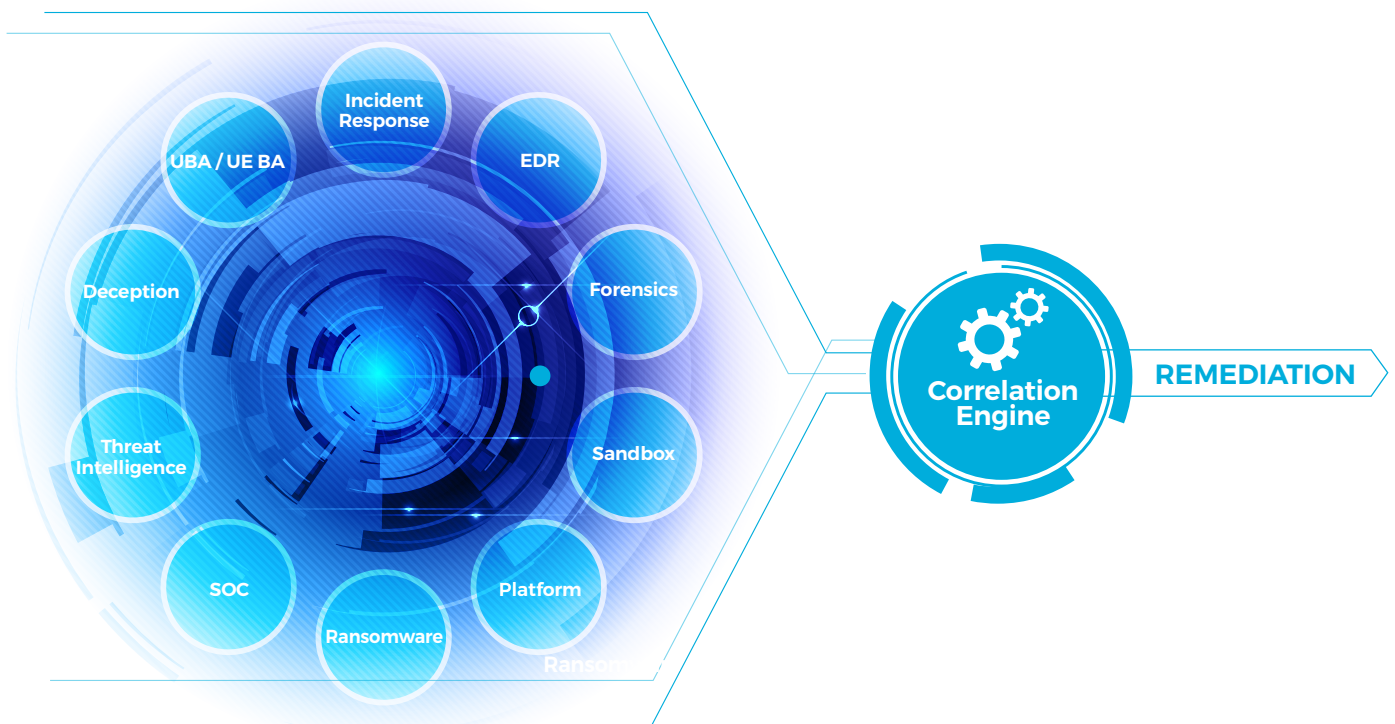 Incident
Response
UBA / UE BA
EDR
Deception
Forensics
Threat
Intelligence
Sandbox
SOC
Platform
Ransomware
Correlation
Engine
REMEDIATION